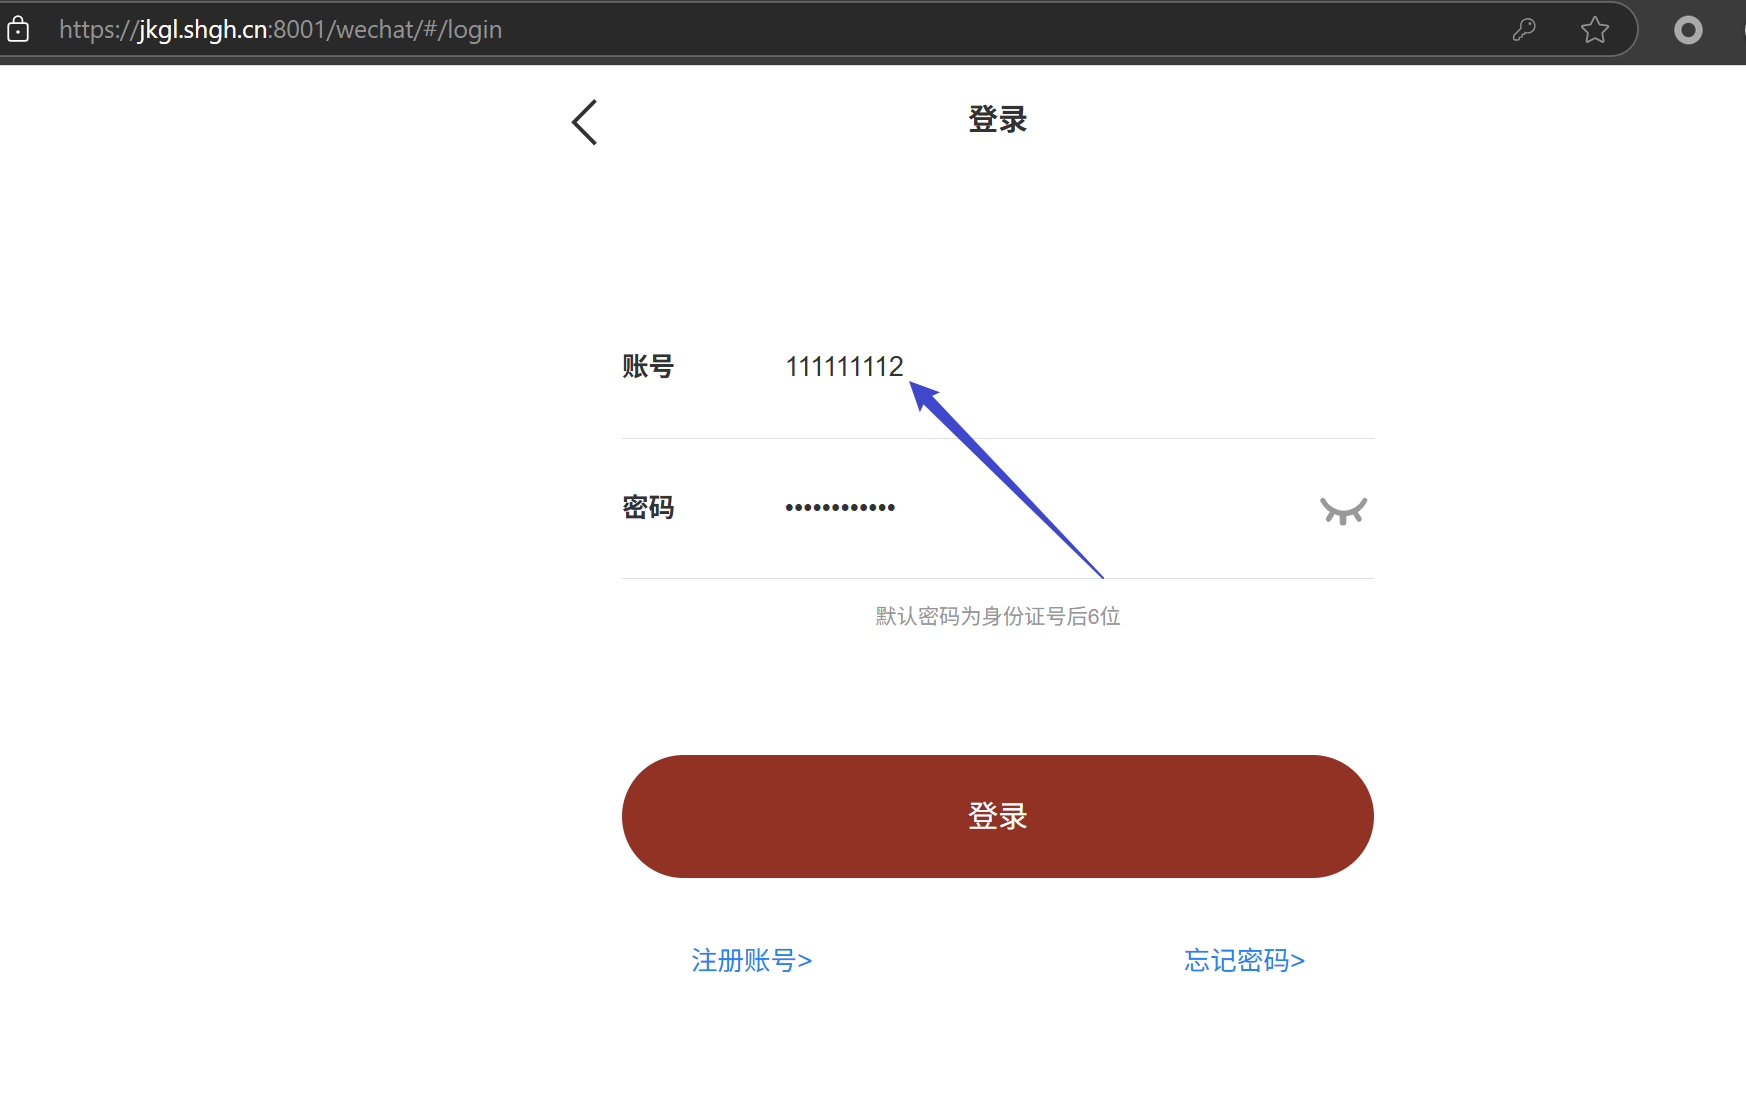 https://jkgl.shgh.cn:8001/wechat/#/login
登录
账号 111111112
密码 ••••••••••••
默认密码为身份证号后6位
登录
注册账号> 忘记密码>